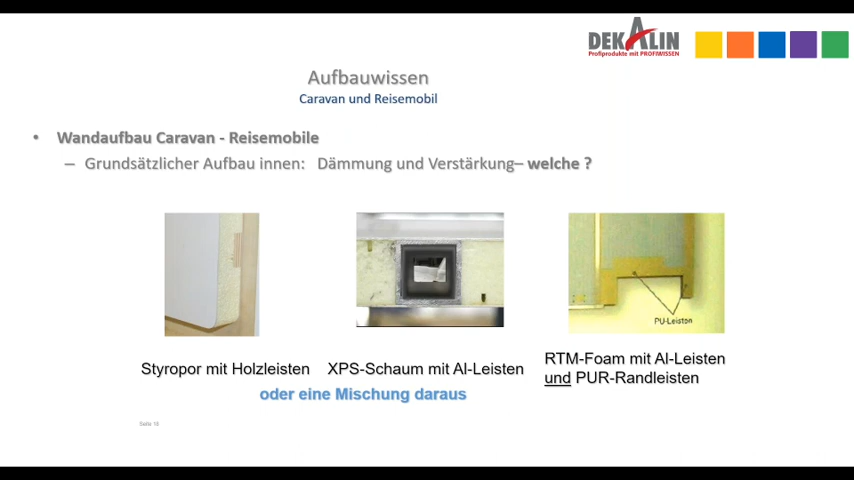 DEKALIN
Profiprodukte mit PROFIWISSEN
Aufbauwissen
Caravan und Reisemobil
• Wandaufbau Caravan - Reisemobile
– Grundsätzlicher Aufbau innen: Dämmung und Verstärkung– welche ?
PU-Leisten
Styropor mit Holzleisten
XPS-Schaum mit Al-Leisten
RTM-Foam mit Al-Leisten
und PUR-Randleisten
oder eine Mischung daraus
Seite 18